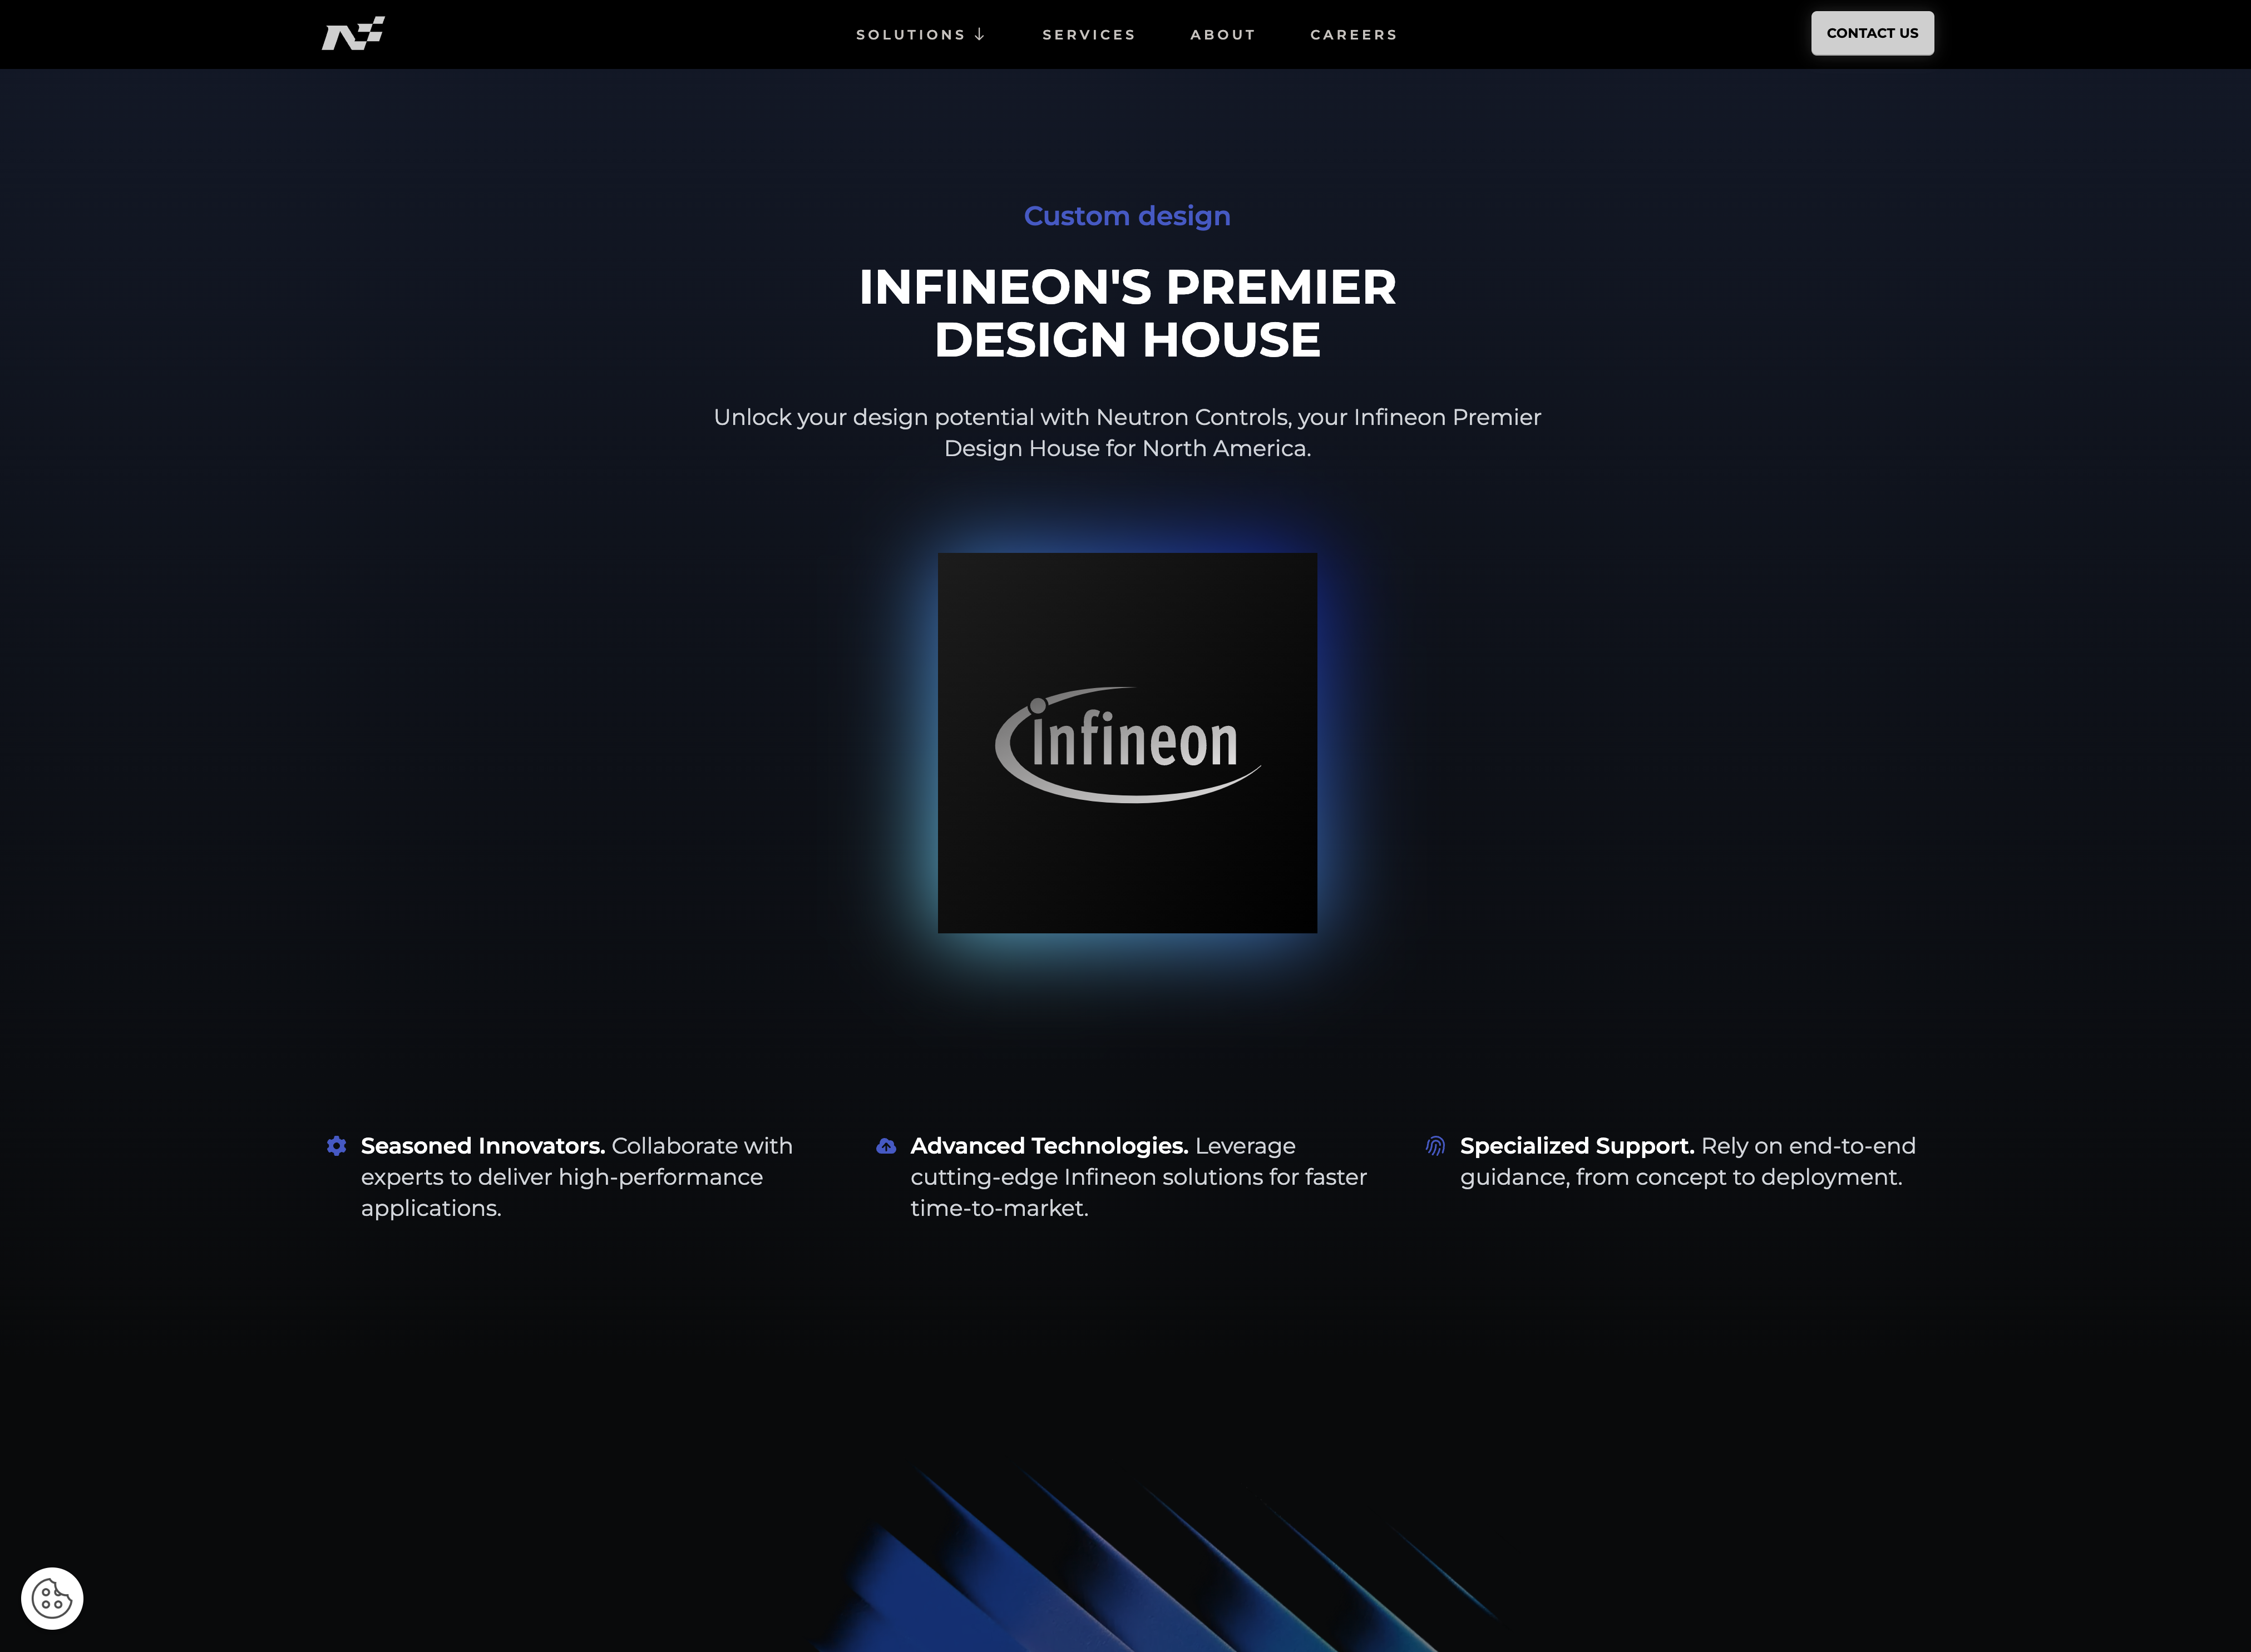 SOLUTIONS ↓ SERVICES ABOUT CAREERS CONTACT US
Custom design
INFINEON'S PREMIER
DESIGN HOUSE
Unlock your design potential with Neutron Controls, your Infineon Premier
Design House for North America.
infineon
Seasoned Innovators. Collaborate with
experts to deliver high-performance
applications.
Advanced Technologies. Leverage
cutting-edge Infineon solutions for faster
time-to-market.
Specialized Support. Rely on end-to-end
guidance, from concept to deployment.